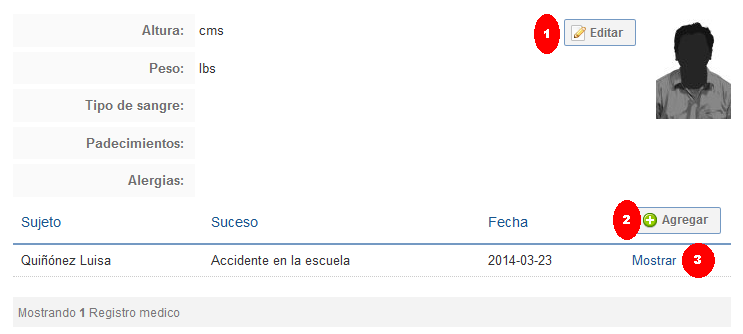 Altura: cms 1 Editar
Peso: lbs
Tipo de sangre:
Padecimientos:
Alergias:
2 Agregar
Sujeto Suceso Fecha
Quiñónez Luisa Accidente en la escuela 2014-03-23 Mostrar 3
Mostrando 1 Registro medico